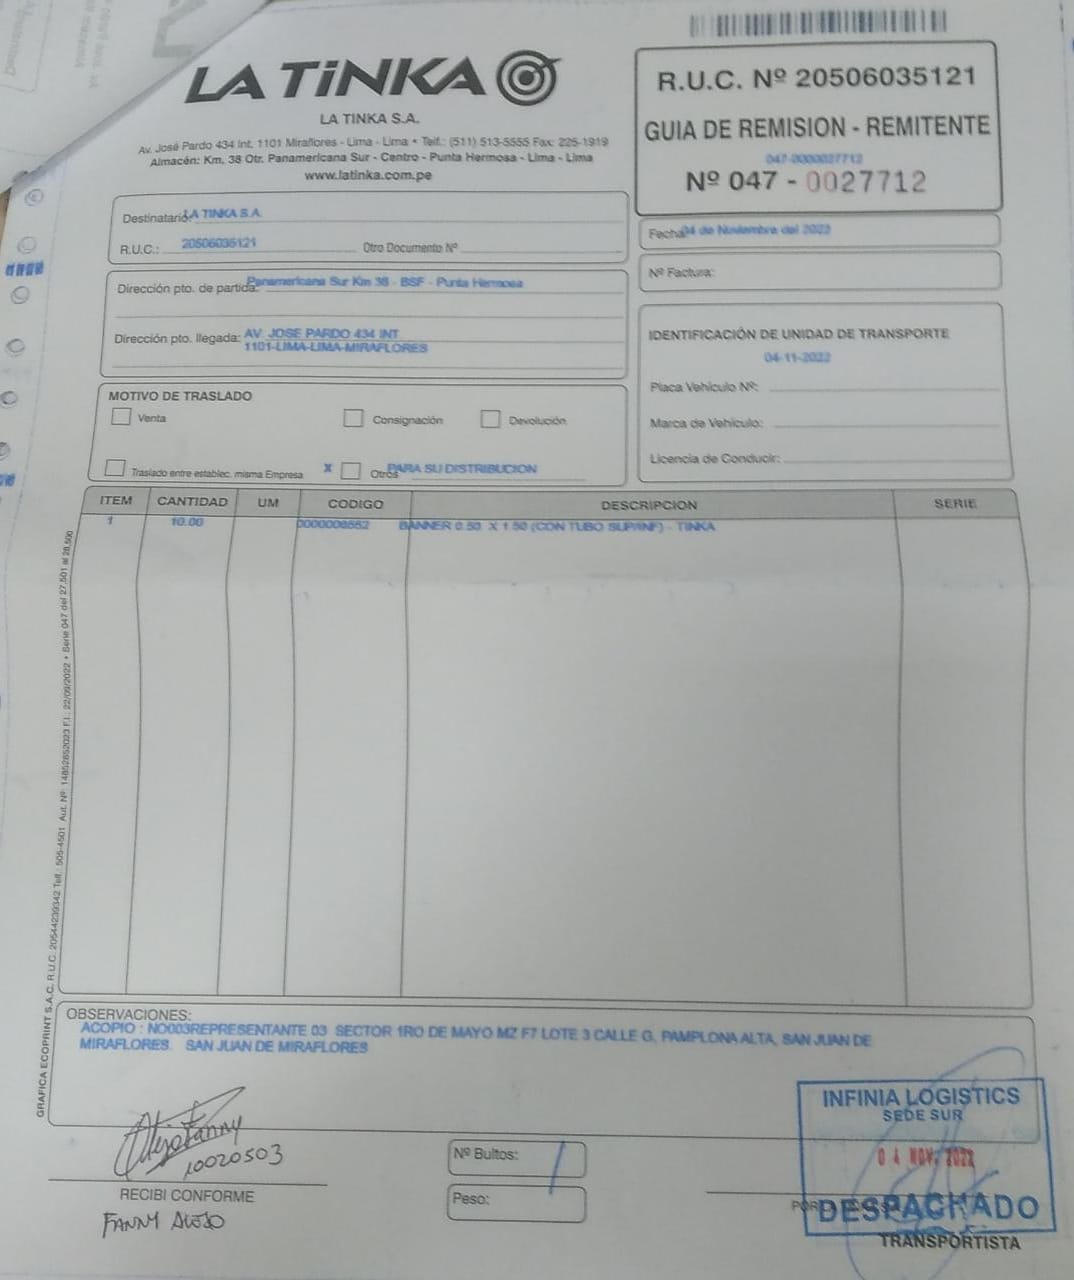 LA TiNKA
LA TINKA S.A.
Av. José Pardo 434 Int. 1101 Miraflores - Lima - Lima • Telf.: (511) 513-5555 Fax: 225-1919
Almacén: Km. 38 Otr. Panamericana Sur - Centro - Punta Hermosa - Lima - Lima
www.latinka.com.pe
R.U.C. Nº 20506035121
GUIA DE REMISION - REMITENTE
047-0000027712
Nº 047 - 0027712
Destinatario: LA TINKA S.A.
R.U.C.: 20506035121 Otro Documento Nº
Fecha: 04 de Noviembre del 2022
Nº Factura:
Dirección pto. de partida: Panamericana Sur Km 38 - BSF - Punta Hermosa
Dirección pto. llegada: AV. JOSE PARDO 434 INT
1101-LIMA-LIMA-MIRAFLORES
IDENTIFICACIÓN DE UNIDAD DE TRANSPORTE
04-11-2022
Placa Vehículo Nº:
Marca de Vehículo:
Licencia de Conducir:
MOTIVO DE TRASLADO
Venta Consignación Devolución
Traslado entre establec. misma Empresa X Otros PARA SU DISTRIBUCION
ITEM CANTIDAD UM CODIGO DESCRIPCION SERIE
1 10.00 0000008552 BANNER 0.50 X 1.50 (CON TUBO SUP/INF) - TINKA
GRAFICA ECOPRINT S.A.C. R.U.C. 20544239342 Telf.: 505-4501 Aut. Nº: 14852652023 F.I.: 22/09/2022 • Serie 047 del 27,501 al 28,500
OBSERVACIONES:
ACOPIO : NO003REPRESENTANTE 03 SECTOR 1RO DE MAYO MZ F7 LOTE 3 CALLE G, PAMPLONA ALTA, SAN JUAN DE
MIRAFLORES. SAN JUAN DE MIRAFLORES
10020503
RECIBI CONFORME
FANNY ALEJO
Nº Bultos: 1
Peso:
INFINIA LOGISTICS
SEDE SUR
04 NOV. 2022
DESPACHADO
TRANSPORTISTA